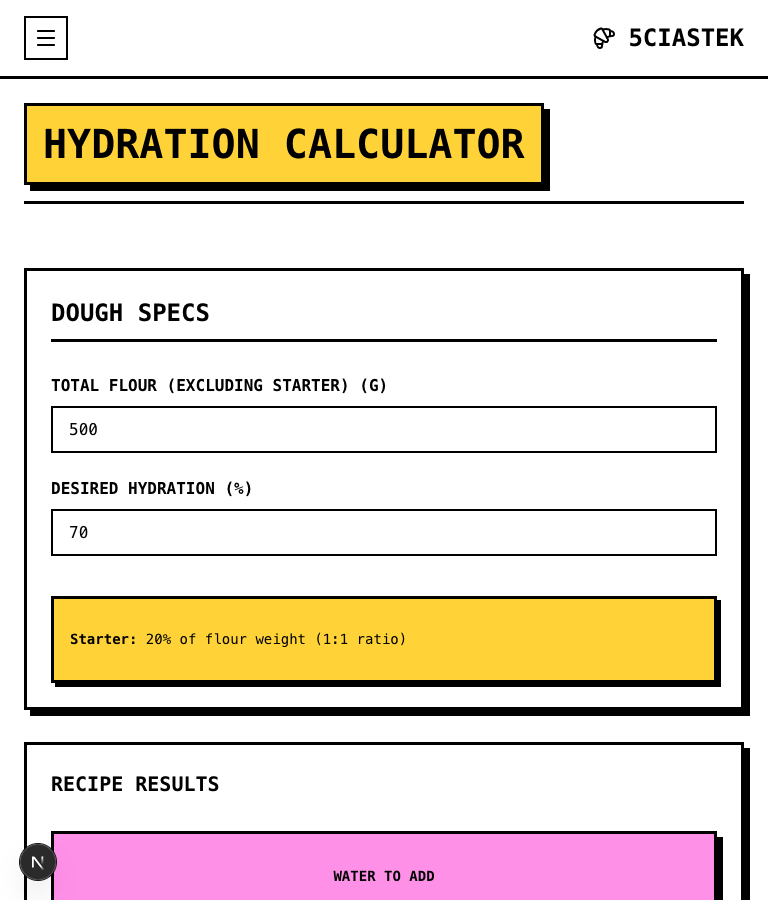 5CIASTEK
HYDRATION CALCULATOR
DOUGH SPECS
TOTAL FLOUR (EXCLUDING STARTER) (G)
500
DESIRED HYDRATION (%)
70
Starter: 20% of flour weight (1:1 ratio)
RECIPE RESULTS
WATER TO ADD
N